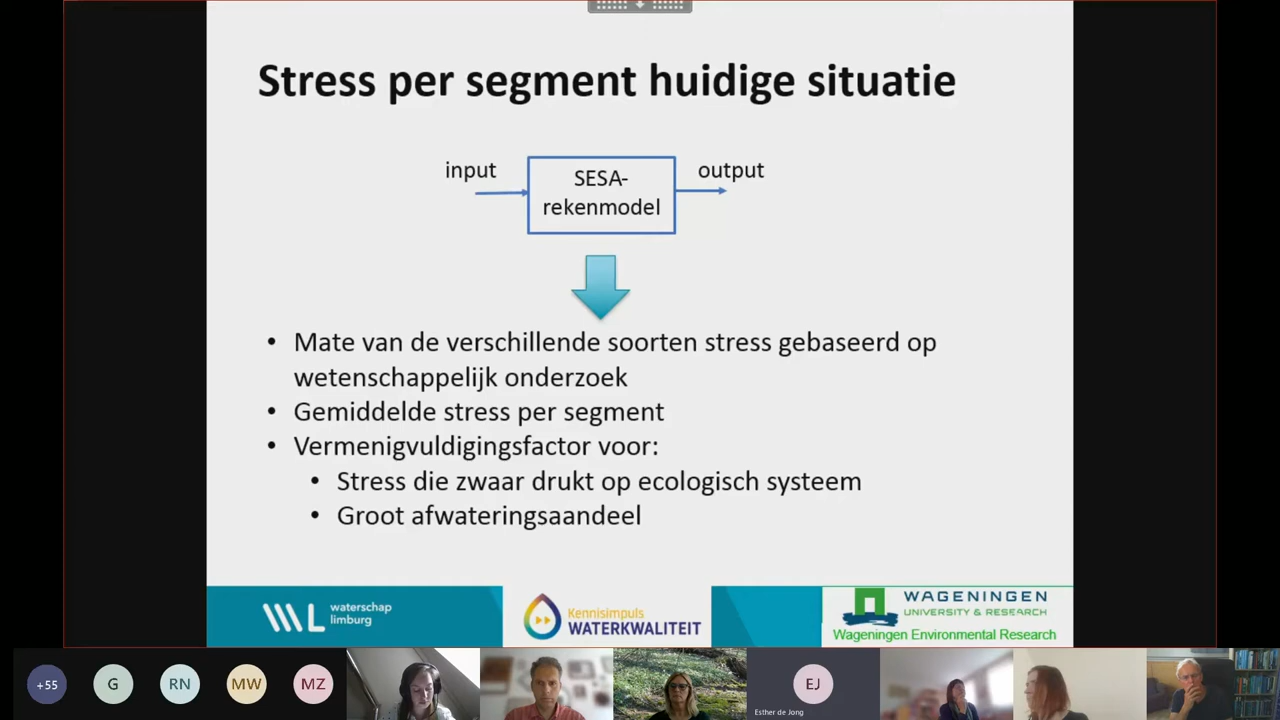 Stress per segment huidige situatie
input
SESA-
rekenmodel
output
• Mate van de verschillende soorten stress gebaseerd op
wetenschappelijk onderzoek
• Gemiddelde stress per segment
• Vermenigvuldigingsfactor voor:
• Stress die zwaar drukt op ecologisch systeem
• Groot afwateringsaandeel
waterschap
limburg
Kennisimpuls
WATERKWALITEIT
WAGENINGEN
UNIVERSITY & RESEARCH
Wageningen Environmental Research
+55
G
RN
MW
MZ
EJ
Esther de Jong